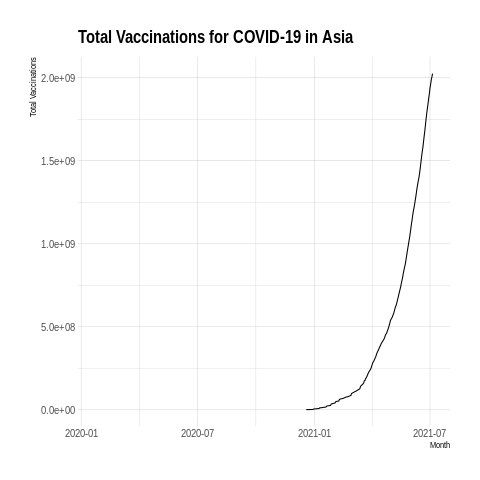 Total Vaccinations for COVID-19 in Asia
Total Vaccinations
2.0e+09
1.5e+09
1.0e+09
5.0e+08
0.0e+00
2020-01 2020-07 2021-01 2021-07
Month